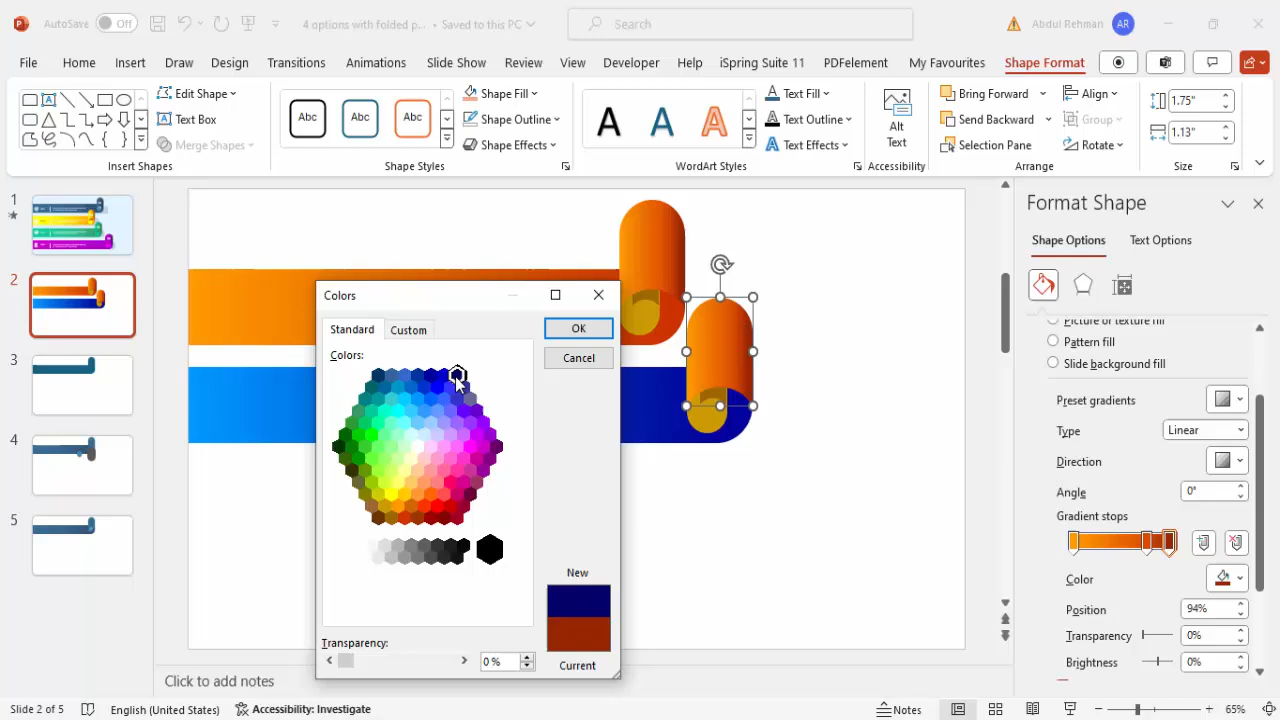 AutoSave Off 4 options with folded p... • Saved to this PC Search Abdul Rehman AR
File Home Insert Draw Design Transitions Animations Slide Show Review View Developer Help iSpring Suite 11 PDFelement My Favourites Shape Format
Edit Shape
Text Box
Merge Shapes
Insert Shapes
Abc Abc Abc
Shape Fill
Shape Outline
Shape Effects
Shape Styles
A A A
Text Fill
Text Outline
Text Effects
WordArt Styles
Alt
Text
Accessibility
Bring Forward
Send Backward
Selection Pane
Align
Group
Rotate
Arrange
1.75"
1.13"
Size
1
2
3
4
5
Colors
Standard Custom
OK
Cancel
Colors:
New
Current
Transparency:
0 %
Format Shape
Shape Options Text Options
Picture or texture fill
Pattern fill
Slide background fill
Preset gradients
Type Linear
Direction
Angle 0°
Gradient stops
Color
Position 94%
Transparency 0%
Brightness 0%
Click to add notes
Slide 2 of 5 English (United States) Accessibility: Investigate Notes 65%